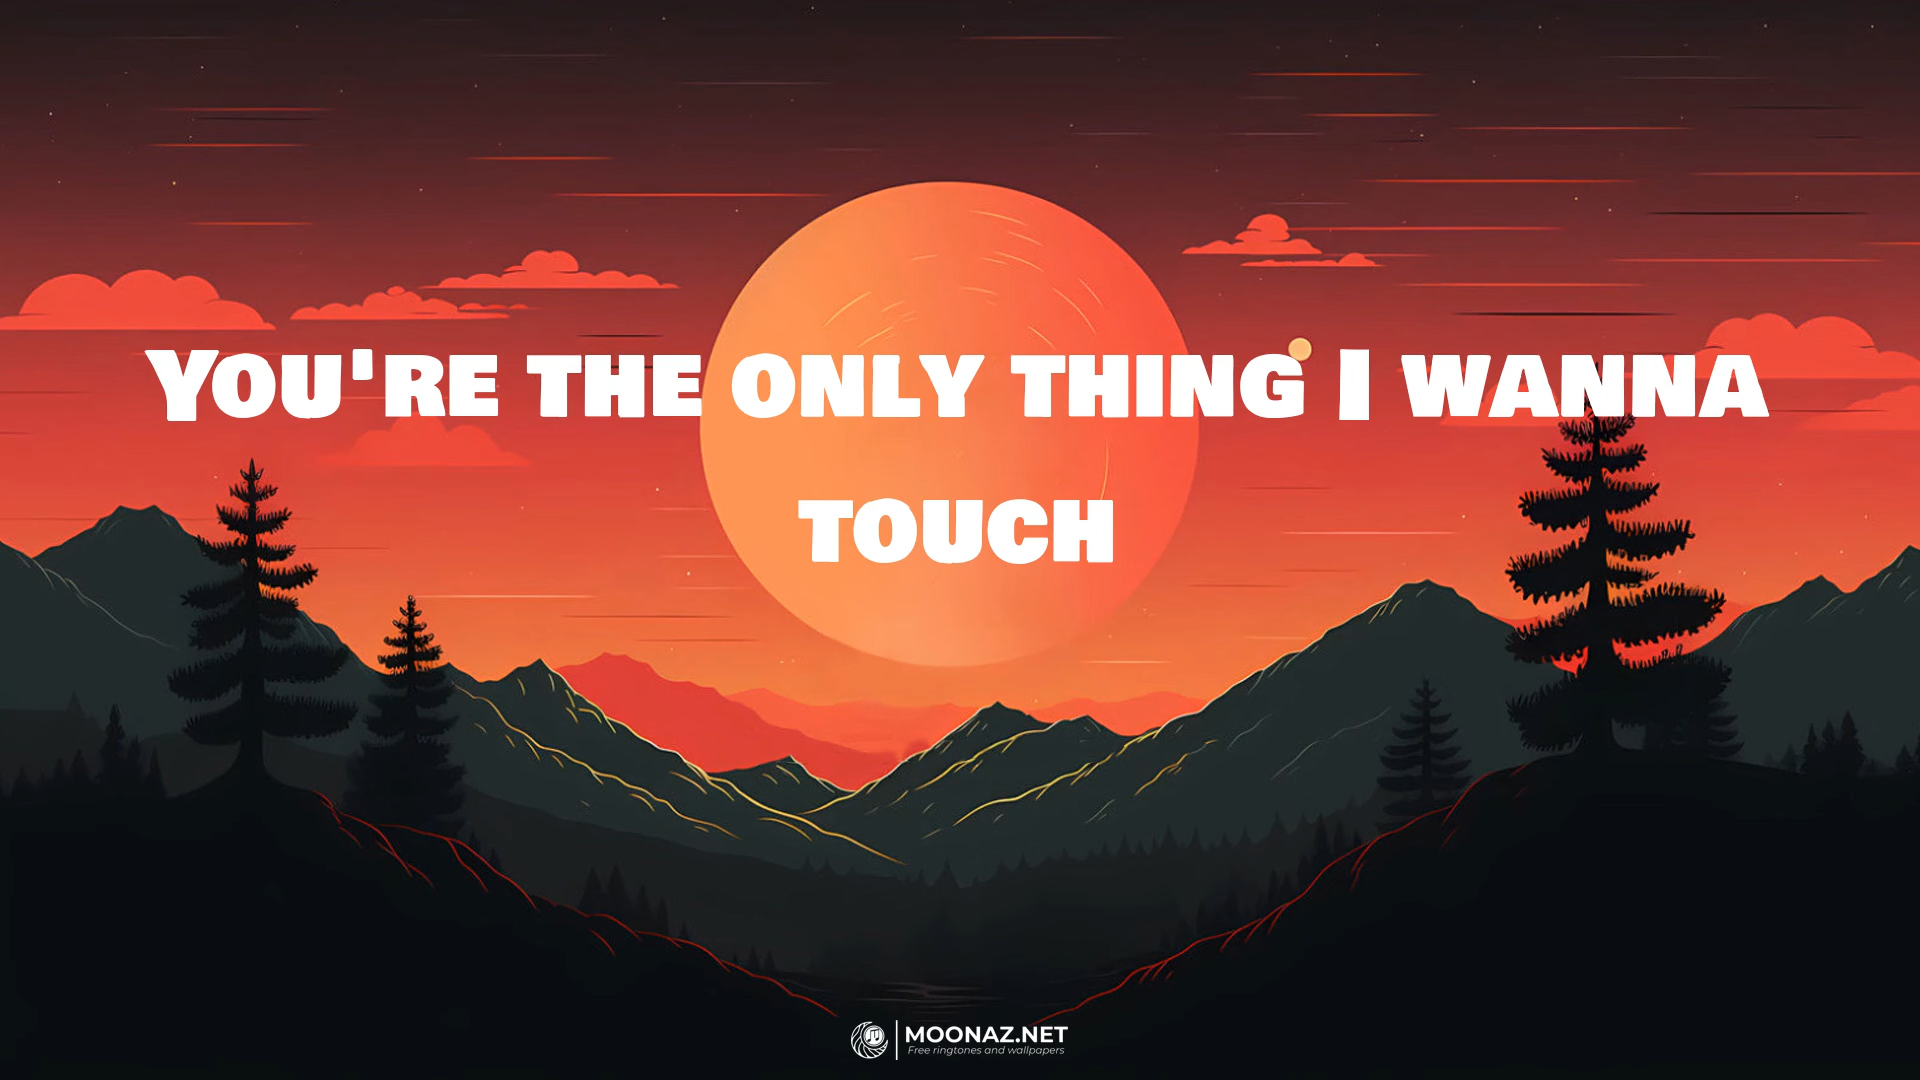 You're the only thing I wanna
touch
MOONAZ.NET
Free ringtones and wallpapers